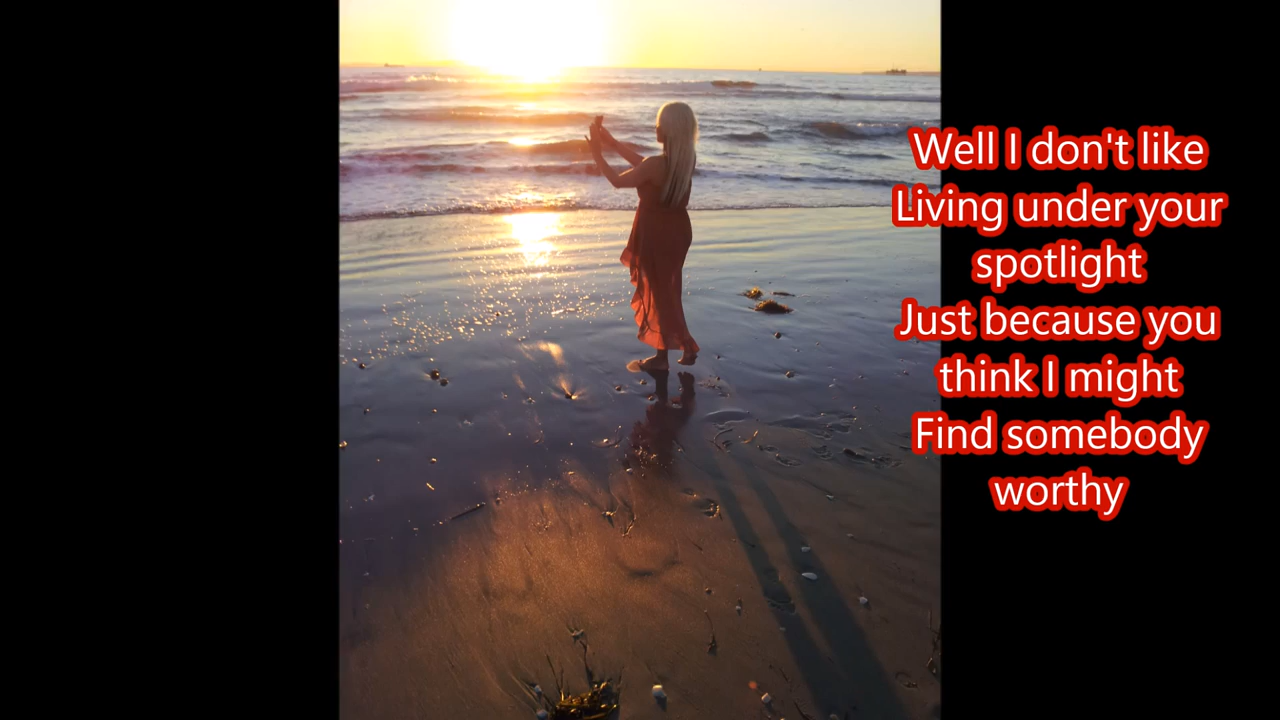 Well I don't like
Living under your
spotlight
Just because you
think I might
Find somebody
worthy